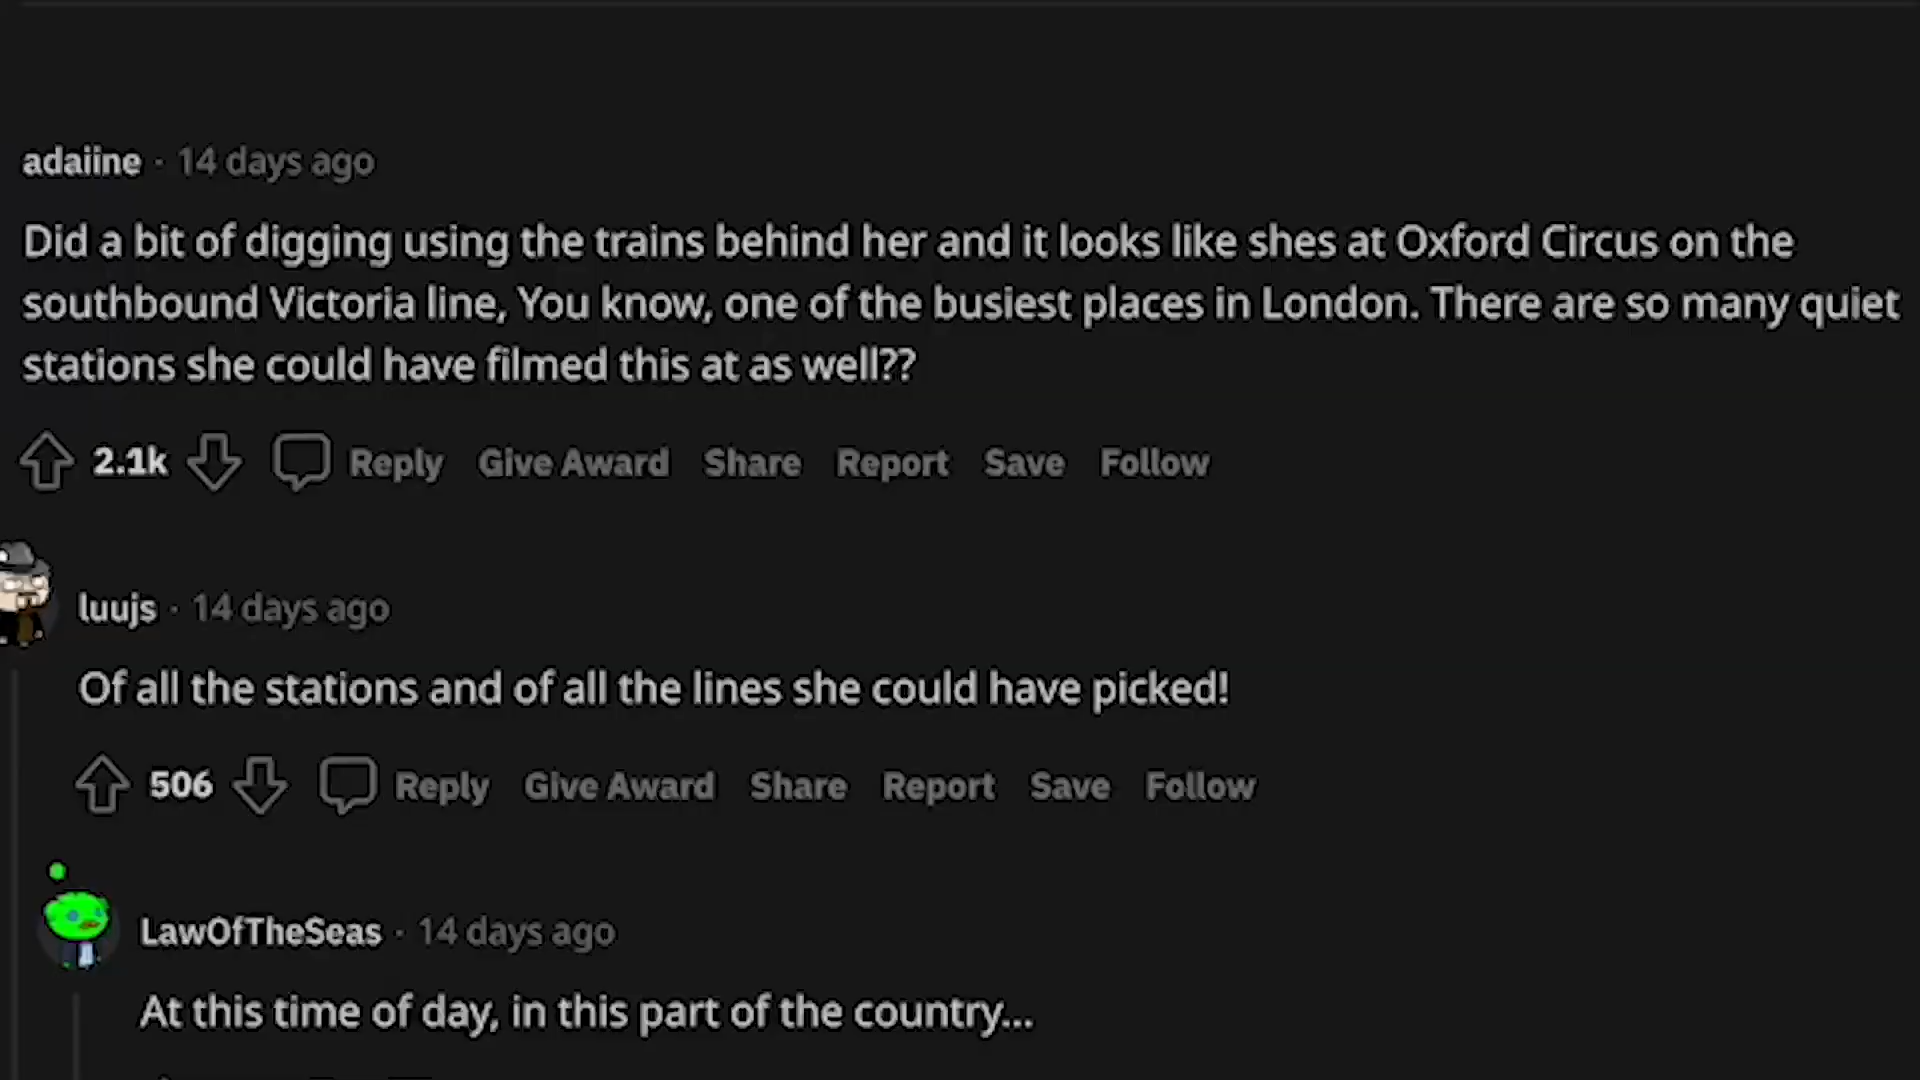 adaiine · 14 days ago
Did a bit of digging using the trains behind her and it looks like shes at Oxford Circus on the
southbound Victoria line, You know, one of the busiest places in London. There are so many quiet
stations she could have filmed this at as well??
2.1k Reply Give Award Share Report Save Follow
luujs · 14 days ago
Of all the stations and of all the lines she could have picked!
506 Reply Give Award Share Report Save Follow
LawOfTheSeas · 14 days ago
At this time of day, in this part of the country...